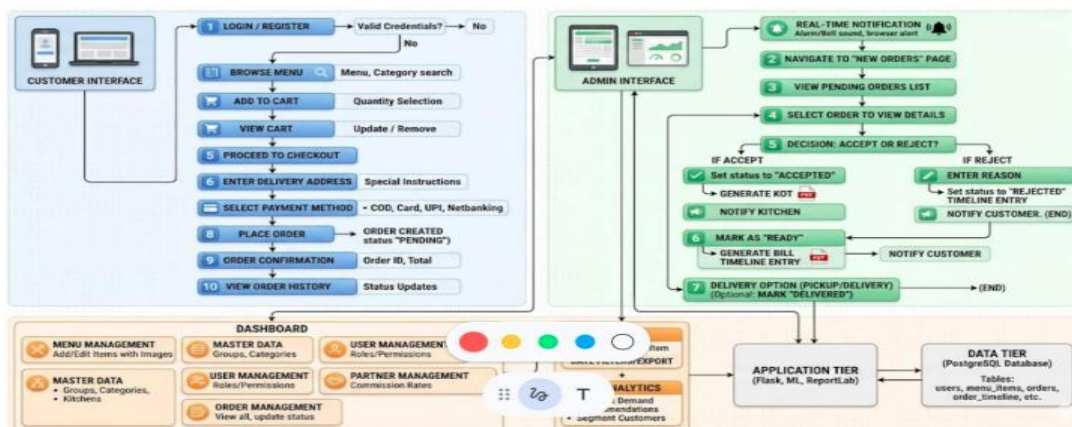 CUSTOMER INTERFACE
1 LOGIN / REGISTER
Valid Credentials?
No
No
BROWSE MENU
Menu, Category search
ADD TO CART
Quantity Selection
VIEW CART
Update / Remove
5 PROCEED TO CHECKOUT
6 ENTER DELIVERY ADDRESS
Special Instructions
SELECT PAYMENT METHOD
- COD, Card, UPI, Netbanking
8 PLACE ORDER
ORDER CREATED
status "PENDING")
9 ORDER CONFIRMATION
Order ID, Total
10 VIEW ORDER HISTORY
Status Updates
ADMIN INTERFACE
REAL-TIME NOTIFICATION
Alarm/Bell sound, browser alert
2 NAVIGATE TO "NEW ORDERS" PAGE
3 VIEW PENDING ORDERS LIST
4 SELECT ORDER TO VIEW DETAILS
5 DECISION: ACCEPT OR REJECT?
IF ACCEPT
Set status to "ACCEPTED"
GENERATE KOT
NOTIFY KITCHEN
IF REJECT
ENTER REASON
Set status to "REJECTED"
TIMELINE ENTRY
NOTIFY CUSTOMER. (END)
6 MARK AS "READY"
GENERATE BILL
TIMELINE ENTRY
NOTIFY CUSTOMER
7 DELIVERY OPTION (PICKUP/DELIVERY)
(Optional: MARK "DELIVERED")
(END)
DASHBOARD
MENU MANAGEMENT
Add/Edit Items with Images
MASTER DATA
Groups, Categories
USER MANAGEMENT
Roles/Permissions
MASTER DATA
• Groups, Categories,
• Kitchens
USER MANAGEMENT
Roles/Permissions
PARTNER MANAGEMENT
Commission Rates
ORDER MANAGEMENT
View all, update status
+
Demand
• Segment Customers
T
APPLICATION TIER
(Flask, ML, ReportLab)
DATA TIER
(PostgreSQL Database)
Tables:
users, menu_items, orders,
order_timeline, etc.